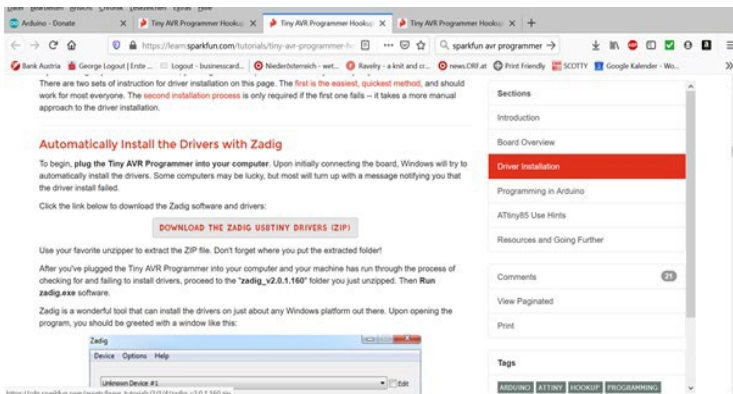 Datei Bearbeiten Ansicht Chronik Lesezeichen Extras Hilfe
Arduino - Donate
Tiny AVR Programmer Hookup
Tiny AVR Programmer Hookup
Tiny AVR Programmer Hookup
https://learn.sparkfun.com/tutorials/tiny-avr-programmer-h
sparkfun avr programmer
Bank Austria
George Logout | Erste ...
Logout - businesscard...
Niederösterreich - wet...
Ravelry - a knit and cr...
news.ORF.at
Print Friendly
SCOTTY
Google Kalender - Wo...
There are two sets of instruction for driver installation on this page. The first is the easiest, quickest method, and should
work for most everyone. The second installation process is only required if the first one fails -- it takes a more manual
approach to the driver installation.
Automatically Install the Drivers with Zadig
To begin, plug the Tiny AVR Programmer into your computer. Upon initially connecting the board, Windows will try to
automatically install the drivers. Some computers may be lucky, but most will turn up with a message notifying you that
the driver install failed.
Click the link below to download the Zadig software and drivers:
DOWNLOAD THE ZADIG USBTINY DRIVERS (ZIP)
Use your favorite unzipper to extract the ZIP file. Don't forget where you put the extracted folder!
After you've plugged the Tiny AVR Programmer into your computer and your machine has run through the process of
checking for and failing to install drivers, proceed to the "zadig_v2.0.1.160" folder you just unzipped. Then Run
zadig.exe software.
Zadig is a wonderful tool that can install the drivers on just about any Windows platform out there. Upon opening the
program, you should be greeted with a window like this:
Zadig
Device Options Help
Unknown Device #1
Edit
Sections
Introduction
Board Overview
Driver Installation
Programming in Arduino
ATtiny85 Use Hints
Resources and Going Further
Comments 21
View Paginated
Print
Tags
ARDUINO ATTINY HOOKUP PROGRAMMING